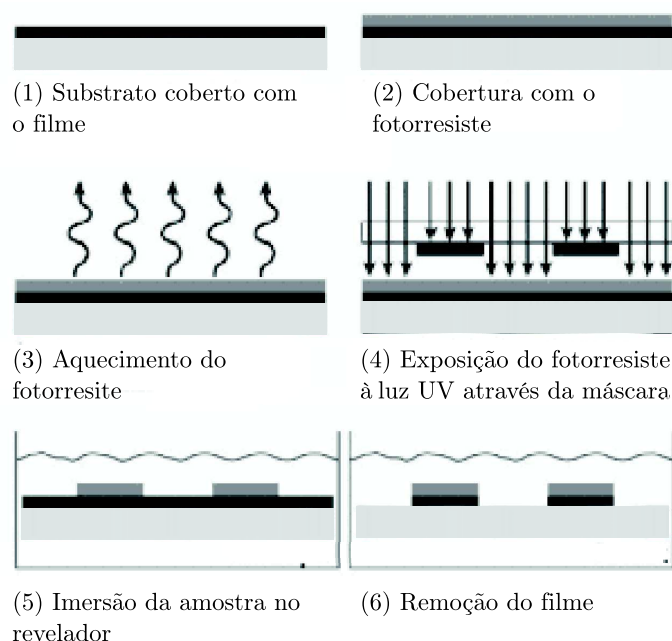 (1) Substrato coberto com
o filme
(2) Cobertura com o
fotorresiste
(3) Aquecimento do
fotorresite
(4) Exposição do fotorresiste
à luz UV através da máscara
(5) Imersão da amostra no
revelador
(6) Remoção do filme